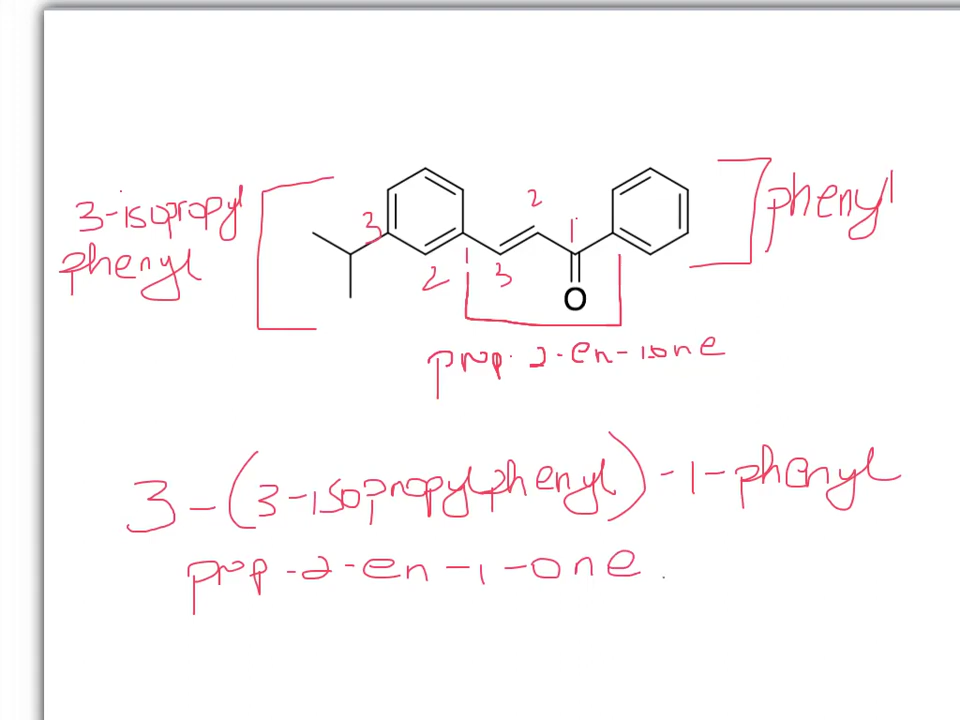 3-isopropyl
phenyl
3
2
1
3
2
1
O
phenyl
prop-2-en-1one
3-(3-isopropylphenyl)-1-phenyl
prop-2-en-1-one.